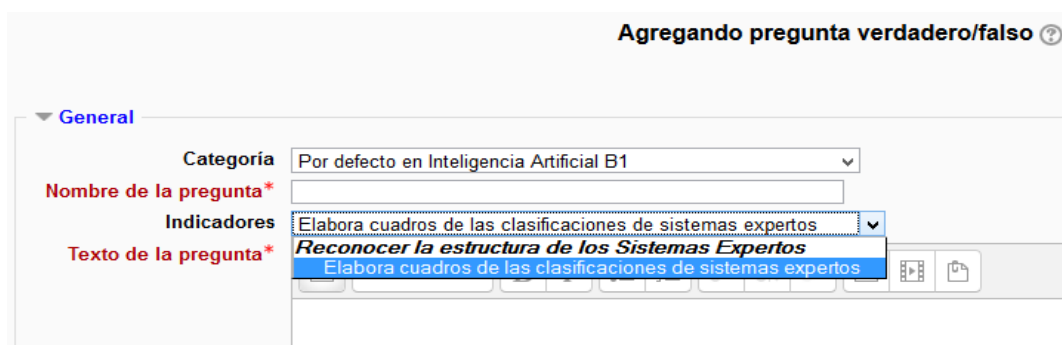 Agregando pregunta verdadero/falso
General
Categoría Por defecto en Inteligencia Artificial B1
Nombre de la pregunta*
Indicadores Elabora cuadros de las clasificaciones de sistemas expertos
Reconocer la estructura de los Sistemas Expertos
Texto de la pregunta*
Elabora cuadros de las clasificaciones de sistemas expertos